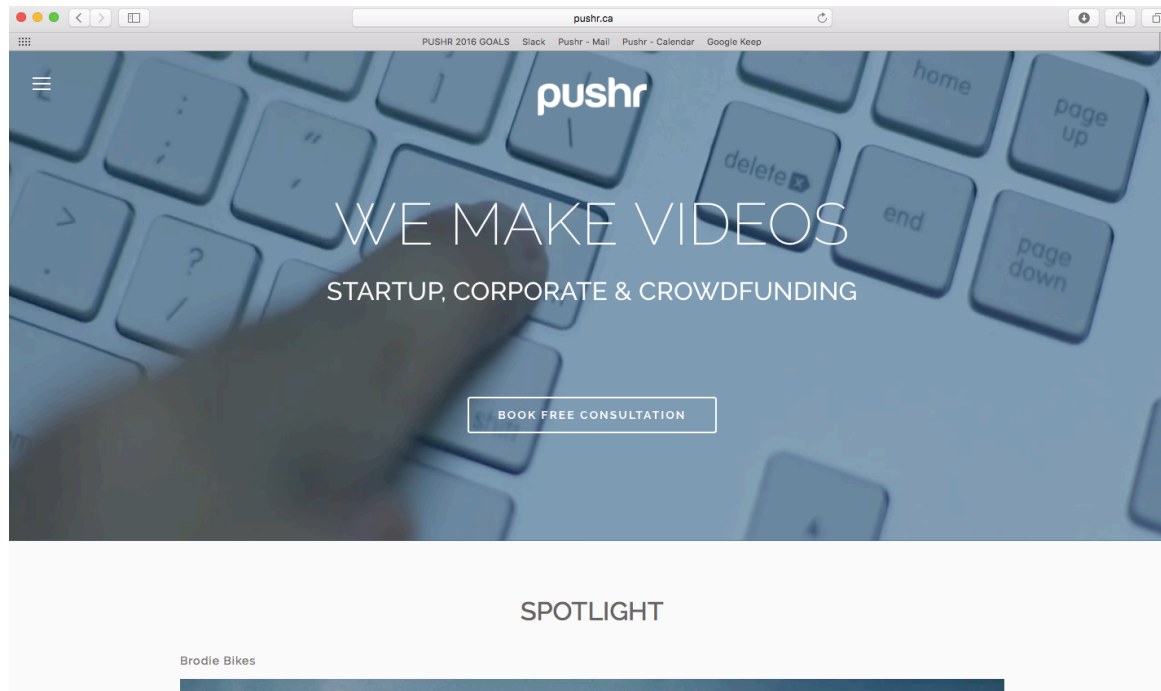 pushr.ca
PUSHR 2016 GOALS Slack Pushr - Mail Pushr - Calendar Google Keep
pushr
home
page
up
delete
end
page
down
WE MAKE VIDEOS
STARTUP, CORPORATE & CROWDFUNDING
BOOK FREE CONSULTATION
shift
SPOTLIGHT
Brodie Bikes